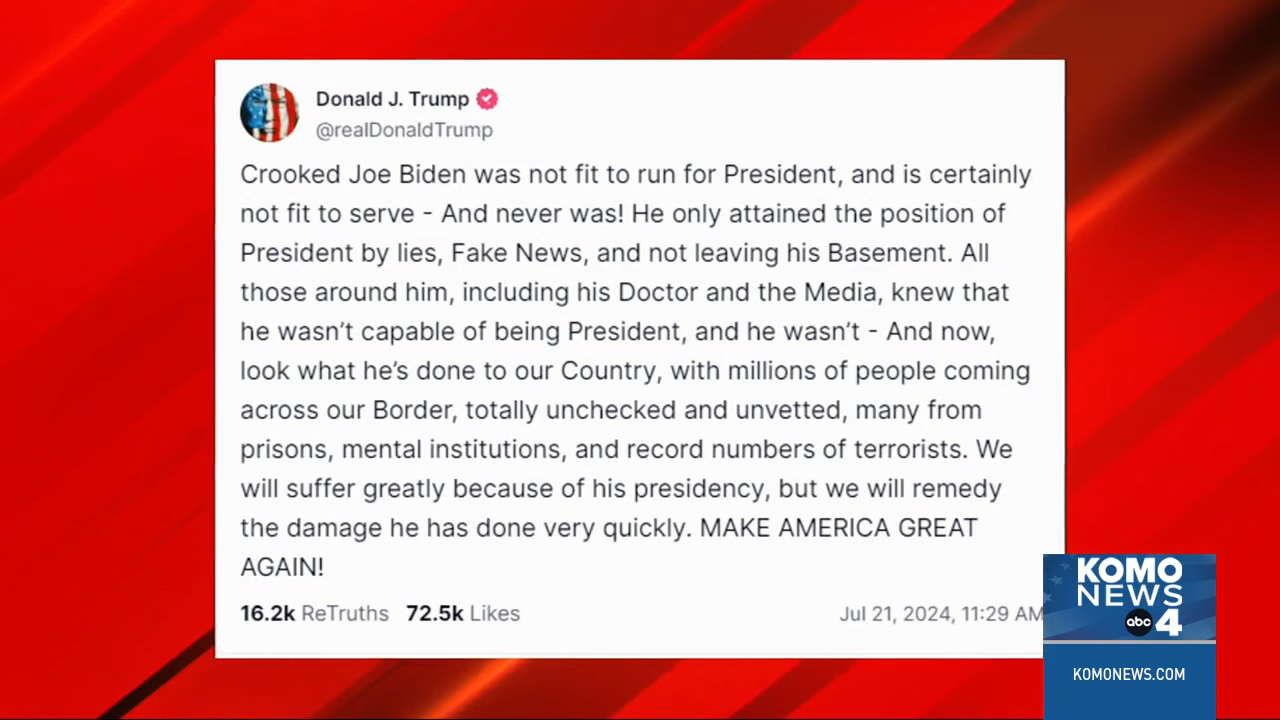 Donald J. Trump
@realDonaldTrump
Crooked Joe Biden was not fit to run for President, and is certainly
not fit to serve - And never was! He only attained the position of
President by lies, Fake News, and not leaving his Basement. All
those around him, including his Doctor and the Media, knew that
he wasn't capable of being President, and he wasn't - And now,
look what he's done to our Country, with millions of people coming
across our Border, totally unchecked and unvetted, many from
prisons, mental institutions, and record numbers of terrorists. We
will suffer greatly because of his presidency, but we will remedy
the damage he has done very quickly. MAKE AMERICA GREAT
AGAIN!
16.2k ReTruths 72.5k Likes Jul 21, 2024, 11:29 AM
KOMO
NEWS
abc 4
KOMONEWS.COM